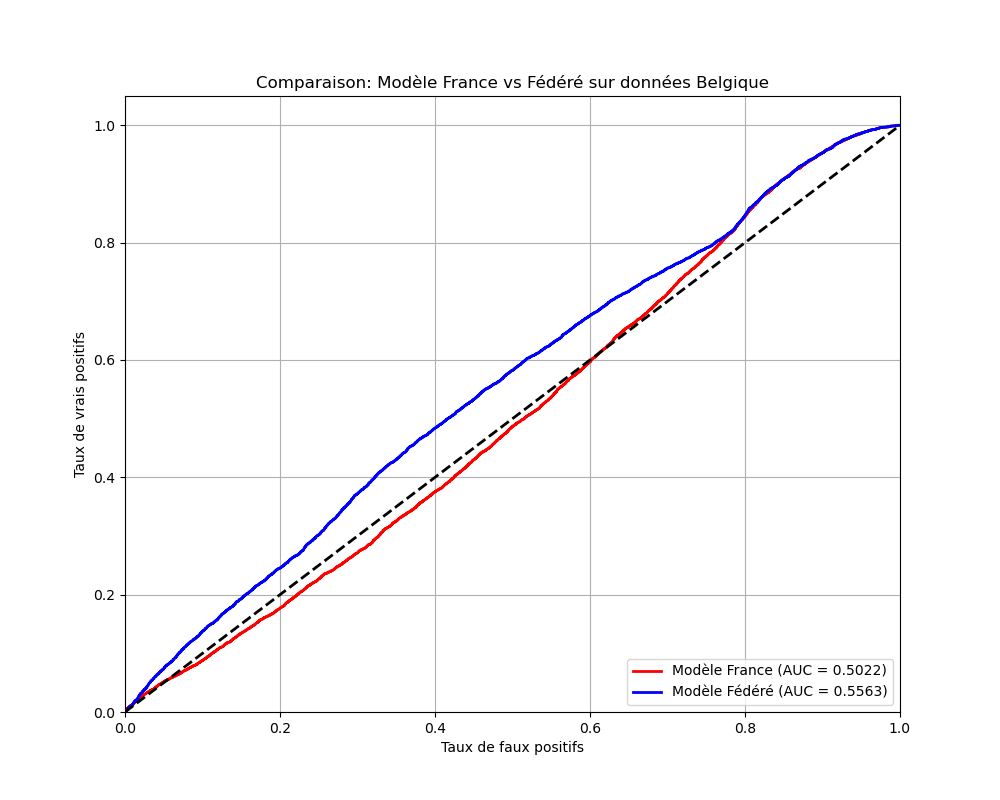 Comparaison: Modèle France vs Fédéré sur données Belgique
Taux de vrais positifs
1.0
0.8
0.6
0.4
0.2
0.0
0.0 0.2 0.4 0.6 0.8 1.0
Taux de faux positifs
Modèle France (AUC = 0.5022)
Modèle Fédéré (AUC = 0.5563)